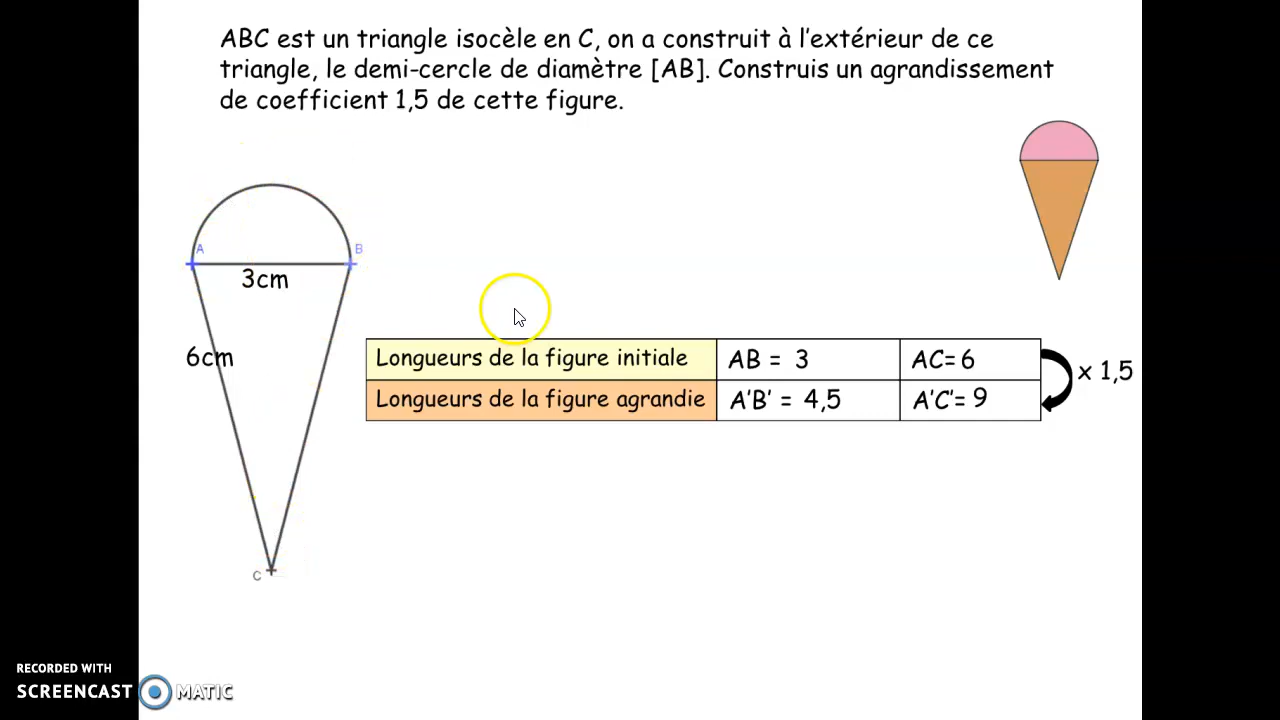 ABC est un triangle isocèle en C, on a construit à l'extérieur de ce
triangle, le demi-cercle de diamètre [AB]. Construis un agrandissement
de coefficient 1,5 de cette figure.
A
B
3cm
6cm
C
Longueurs de la figure initiale AB = 3 AC= 6
Longueurs de la figure agrandie A'B' = 4,5 A'C'= 9
x 1,5
RECORDED WITH
SCREENCAST MATIC